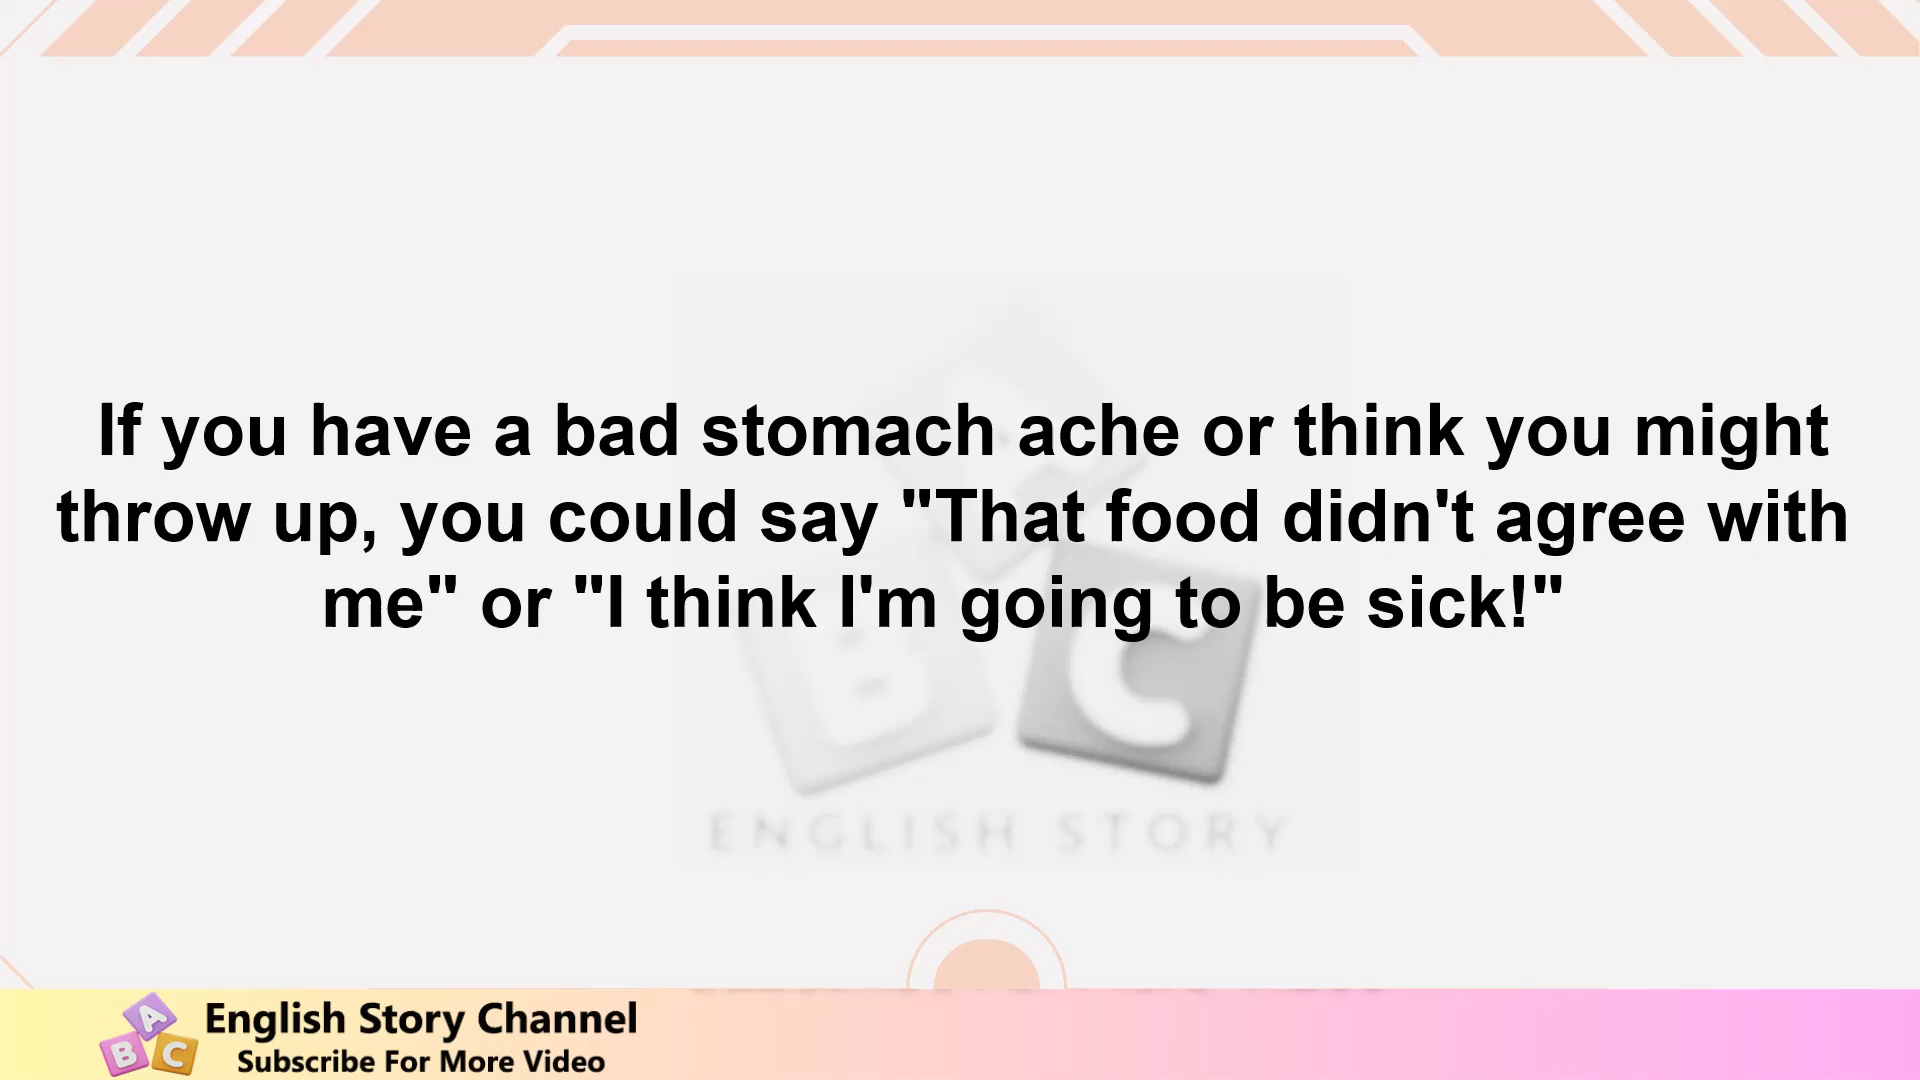 If you have a bad stomach ache or think you might
throw up, you could say "That food didn't agree with
me" or "I think I'm going to be sick!"
A
B
C
ENGLISH STORY
A
B
C
English Story Channel
Subscribe For More Video